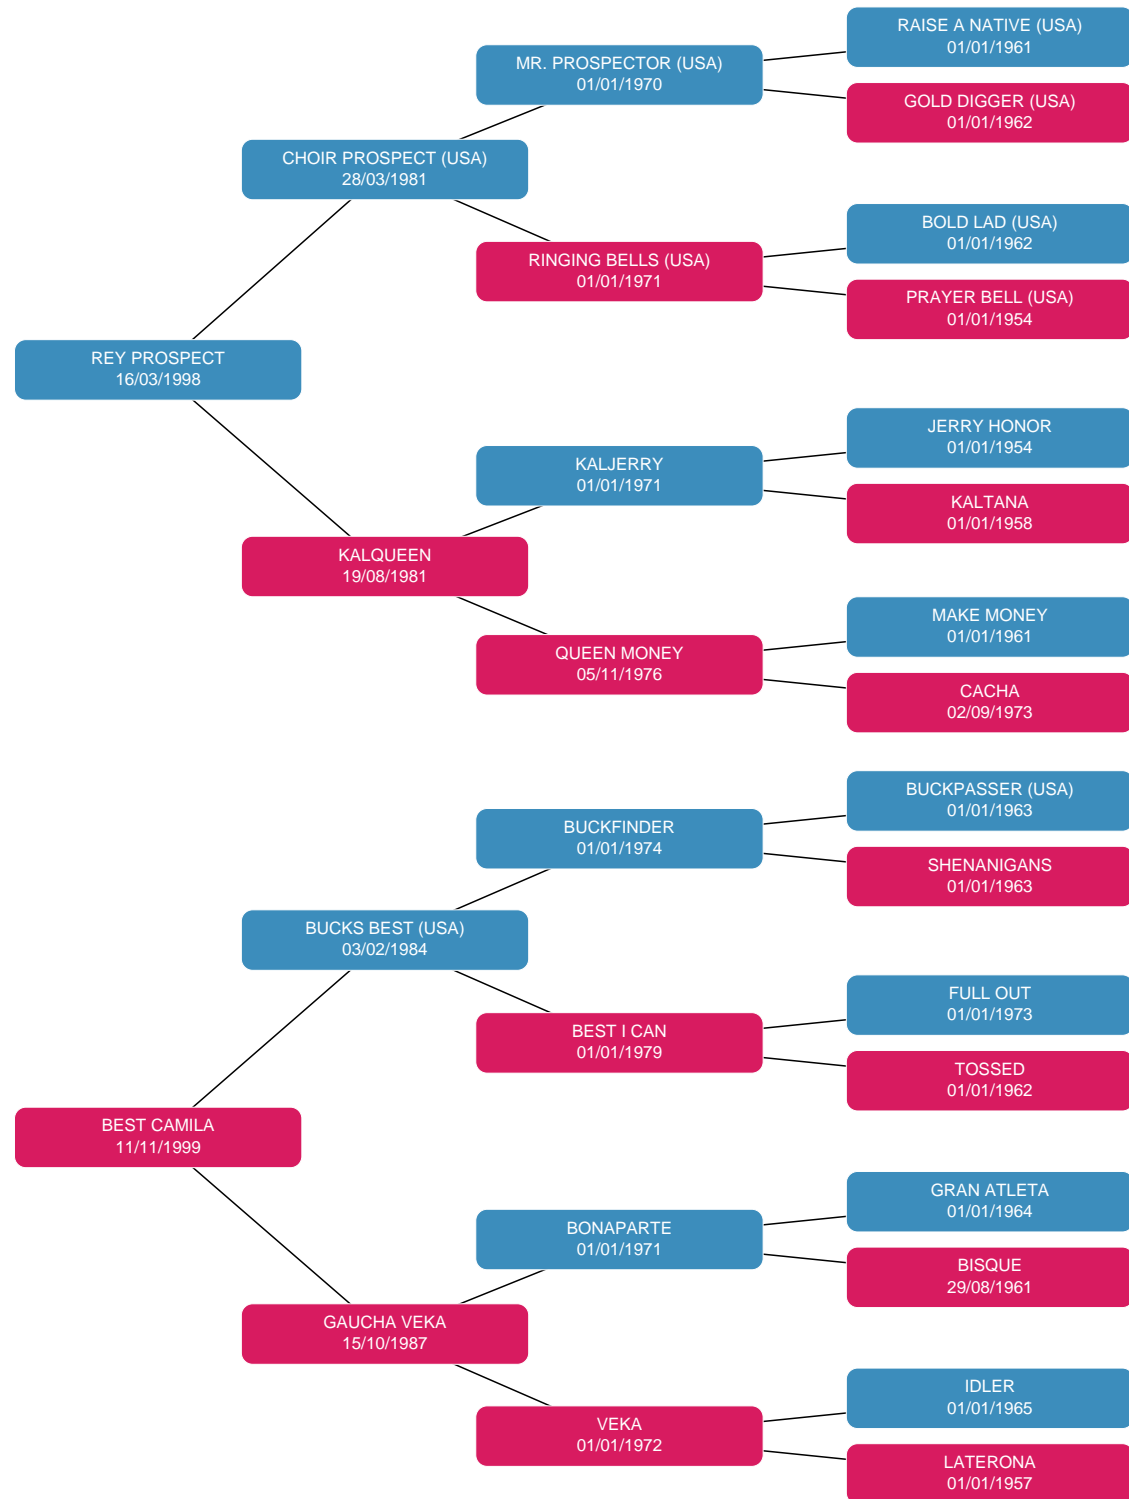 RAISE A NATIVE (USA)
01/01/1961
MR. PROSPECTOR (USA)
01/01/1970
GOLD DIGGER (USA)
01/01/1962
CHOIR PROSPECT (USA)
28/03/1981
BOLD LAD (USA)
01/01/1962
RINGING BELLS (USA)
01/01/1971
PRAYER BELL (USA)
01/01/1954
REY PROSPECT
16/03/1998
JERRY HONOR
01/01/1954
KALJERRY
01/01/1971
KALTANA
01/01/1958
KALQUEEN
19/08/1981
MAKE MONEY
01/01/1961
QUEEN MONEY
05/11/1976
CACHA
02/09/1973
BUCKPASSER (USA)
01/01/1963
BUCKFINDER
01/01/1974
SHENANIGANS
01/01/1963
BUCKS BEST (USA)
03/02/1984
FULL OUT
01/01/1973
BEST I CAN
01/01/1979
TOSSED
01/01/1962
BEST CAMILA
11/11/1999
GRAN ATLETA
01/01/1964
BONAPARTE
01/01/1971
BISQUE
29/08/1961
GAUCHA VEKA
15/10/1987
IDLER
01/01/1965
VEKA
01/01/1972
LATERONA
01/01/1957